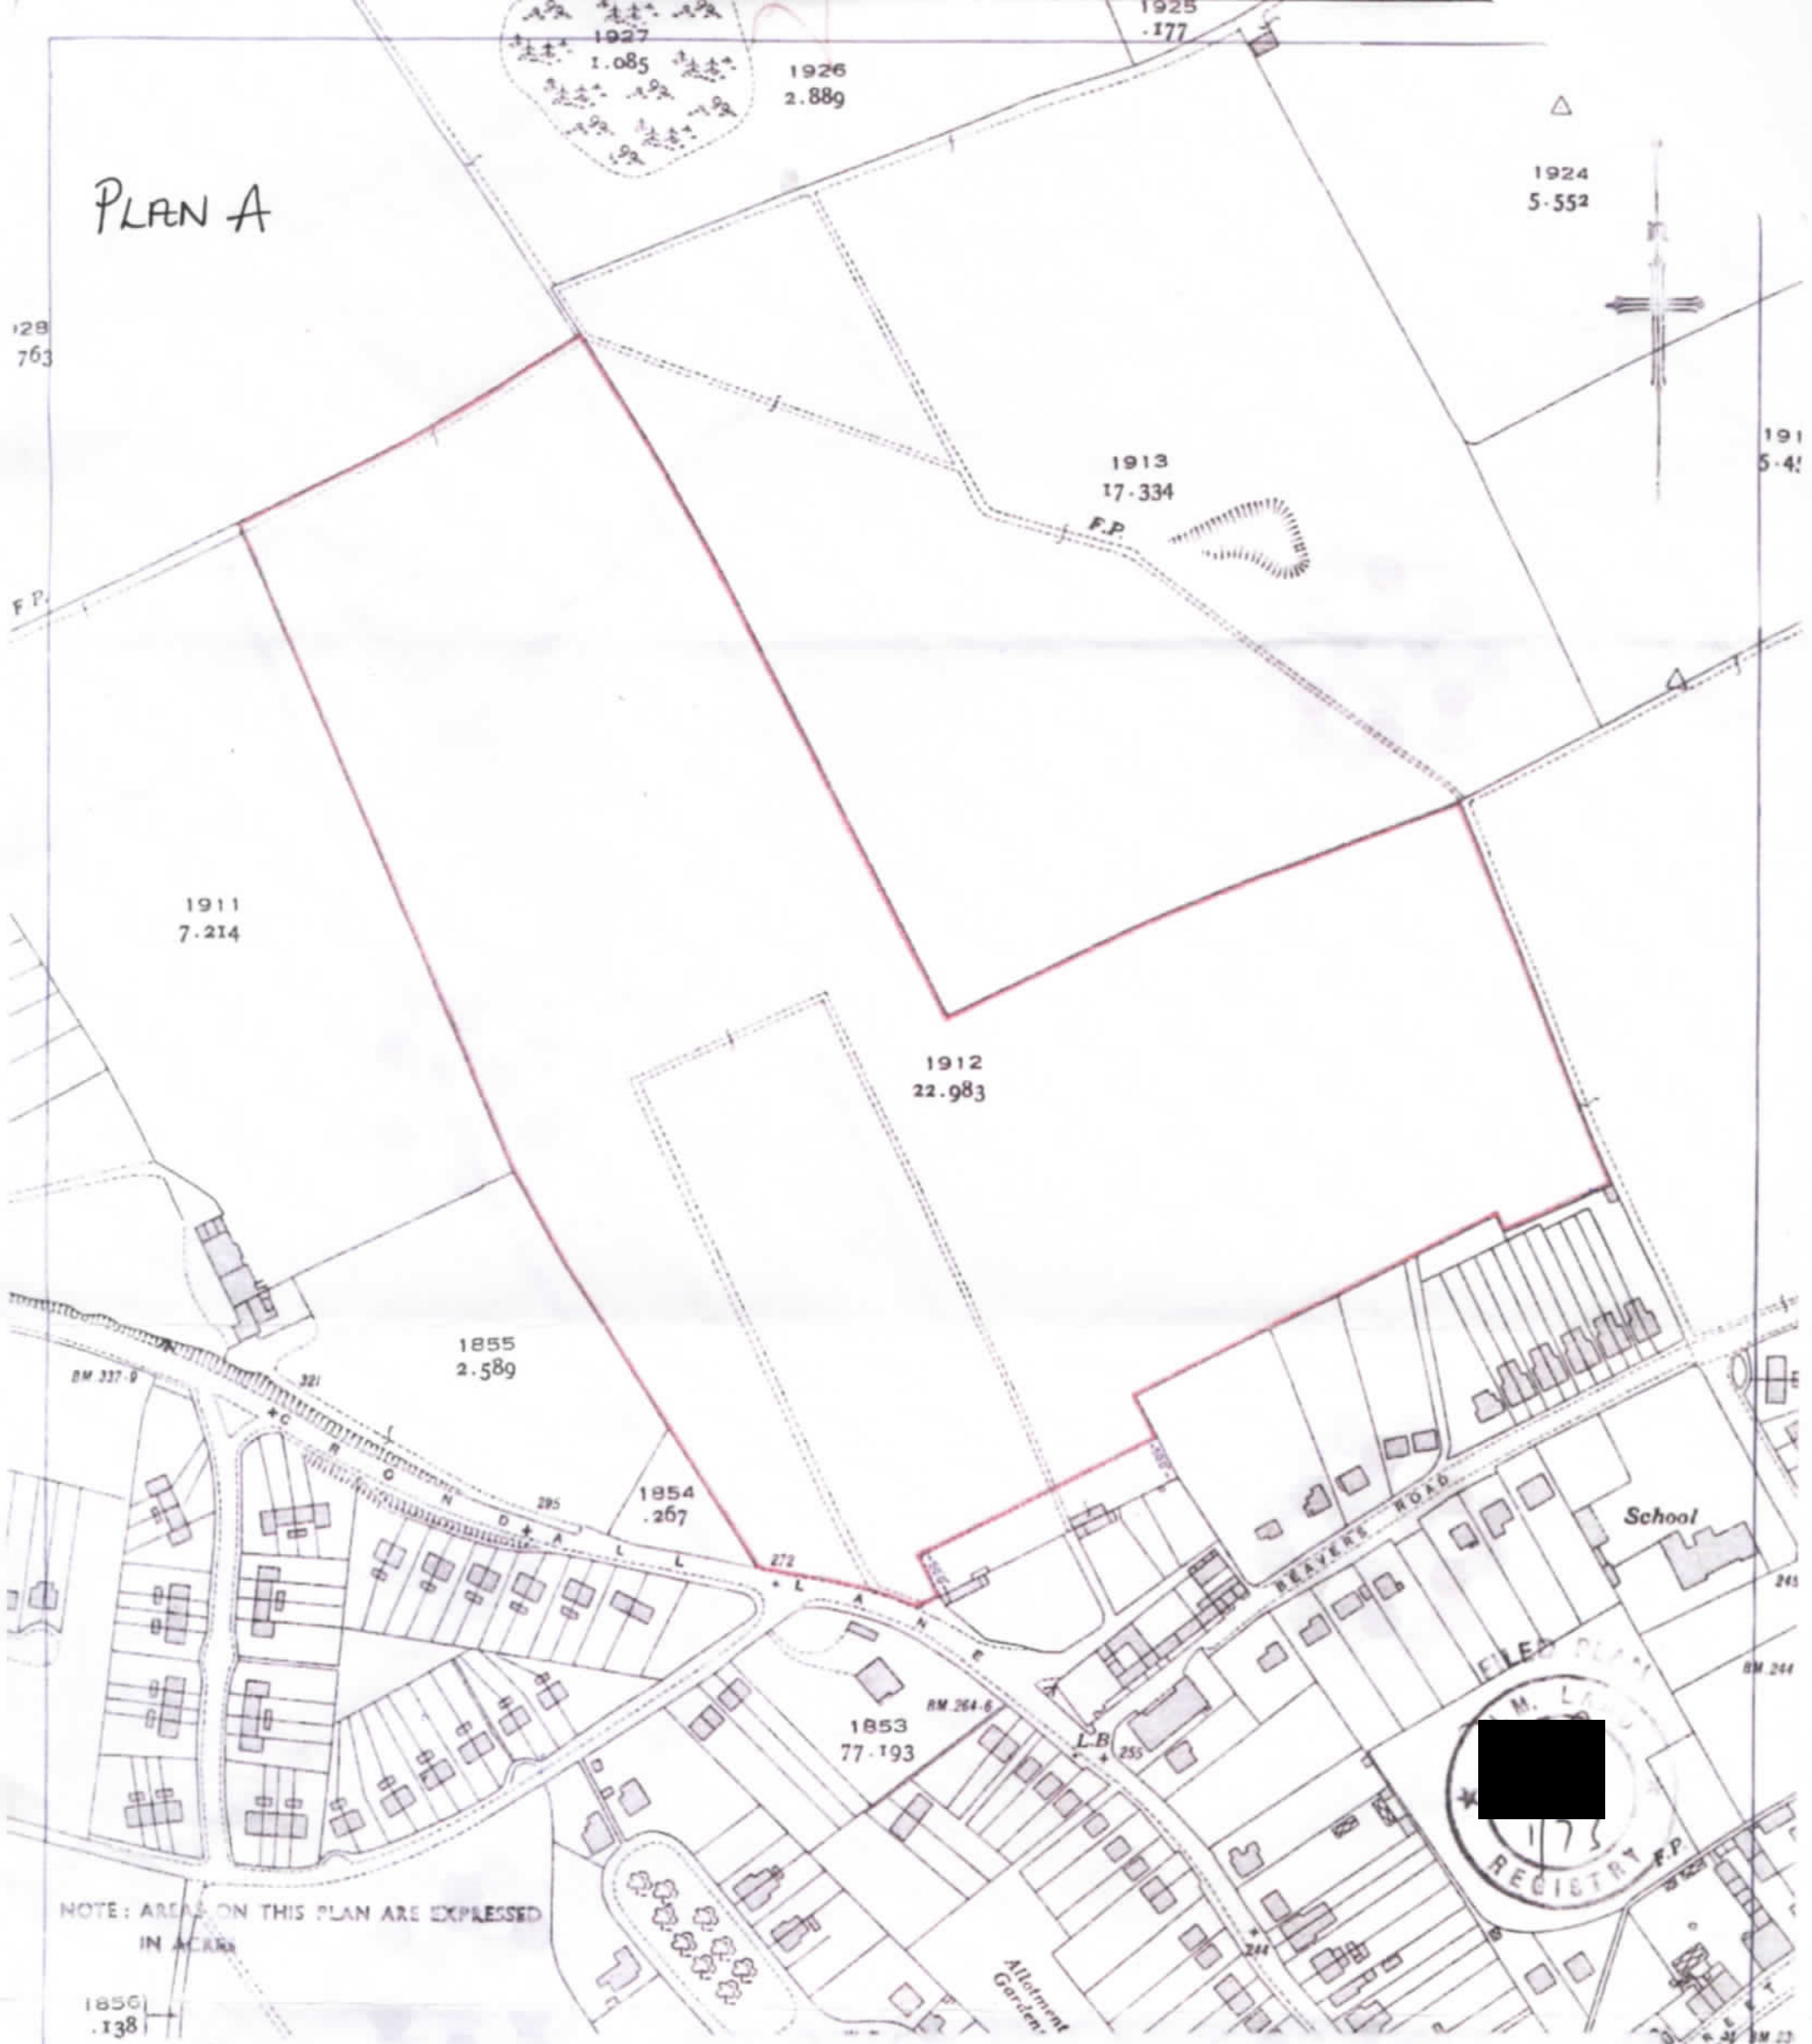 1925
.177
1927
1.085
1926
2.889
1924
5.552
PLAN A
763
1913
17.334
F.P.
F P.
1911
7.214
1912
22.983
1855
2.589
BM 337·9
321
295
1854
.267
272
CRONDALL LANE
BEAVERS ROAD
School
245
BM.264·6
1853
77.193
L.B
255
BM.244
FILED PLAN
H.M. LAND
REGISTRY
F.P.
244
Allotment
Gardens
NOTE: AREAS ON THIS PLAN ARE EXPRESSED
IN ACRES
1856
.138